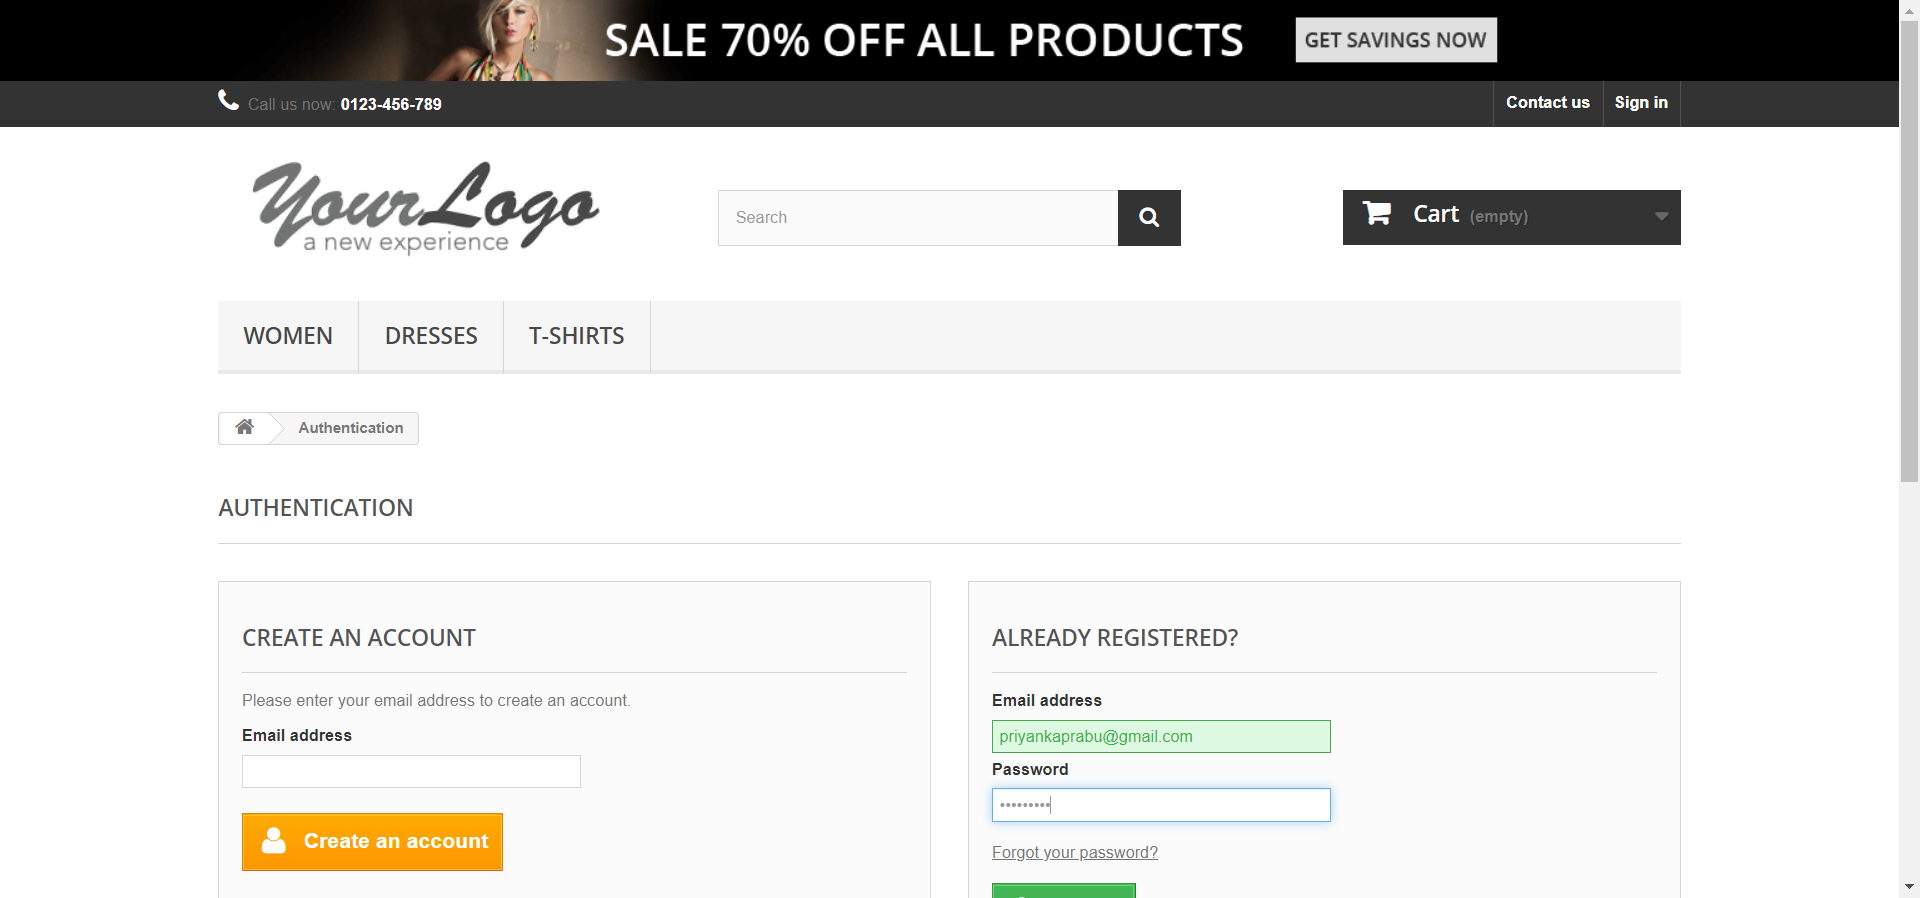 SALE 70% OFF ALL PRODUCTS GET SAVINGS NOW
Call us now: 0123-456-789 Contact us Sign in
YourLogo
a new experience
Search
Cart (empty)
WOMEN DRESSES T-SHIRTS
Authentication
AUTHENTICATION
CREATE AN ACCOUNT
Please enter your email address to create an account.
Email address
Create an account
ALREADY REGISTERED?
Email address
priyankaprabu@gmail.com
Password
•••••••••
Forgot your password?